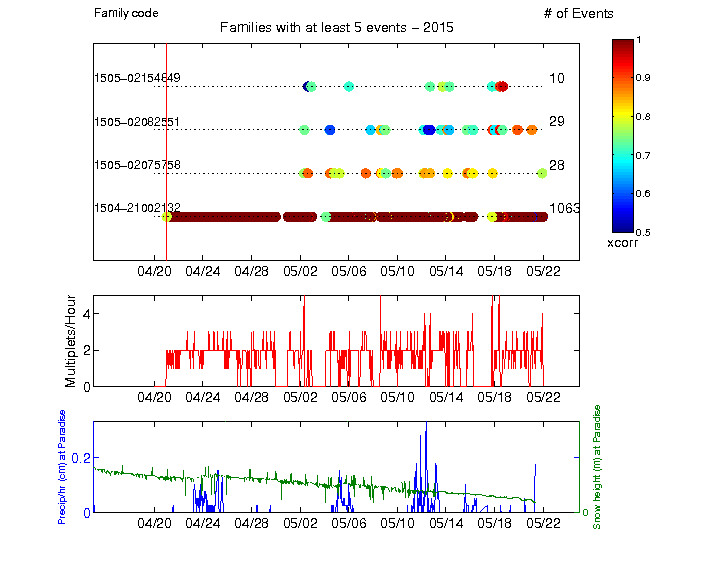 Family code
# of Events
Families with at least 5 events − 2015
1505−02154849 10
1505−02082551 29
1505−02075758 28
1504−21002132 1063
04/20 04/24 04/28 05/02 05/06 05/10 05/14 05/18 05/22
1
0.9
0.8
0.7
0.6
0.5
xcorr
Multiplets/Hour
4
2
0
04/20 04/24 04/28 05/02 05/06 05/10 05/14 05/18 05/22
Precip/hr (cm) at Paradise
0.2
0
04/20 04/24 04/28 05/02 05/06 05/10 05/14 05/18 05/22
0
Snow height (m) at Paradise